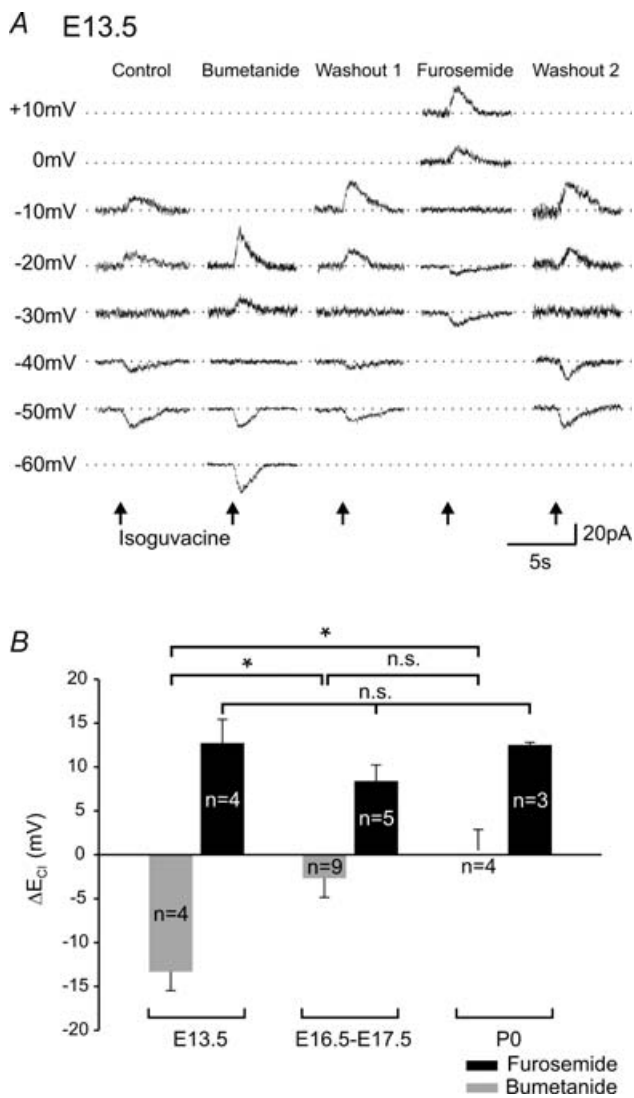 A E13.5
Control Bumetanide Washout 1 Furosemide Washout 2
+10mV
0mV
-10mV
-20mV
-30mV
-40mV
-50mV
-60mV
Isoguvacine
20pA
5s
B
*
* n.s.
n.s.
20
15
10
5
0
-5
-10
-15
-20
ΔECl (mV)
n=4
n=4
n=9
n=5
n=4
n=3
E13.5 E16.5-E17.5 P0
Furosemide
Bumetanide